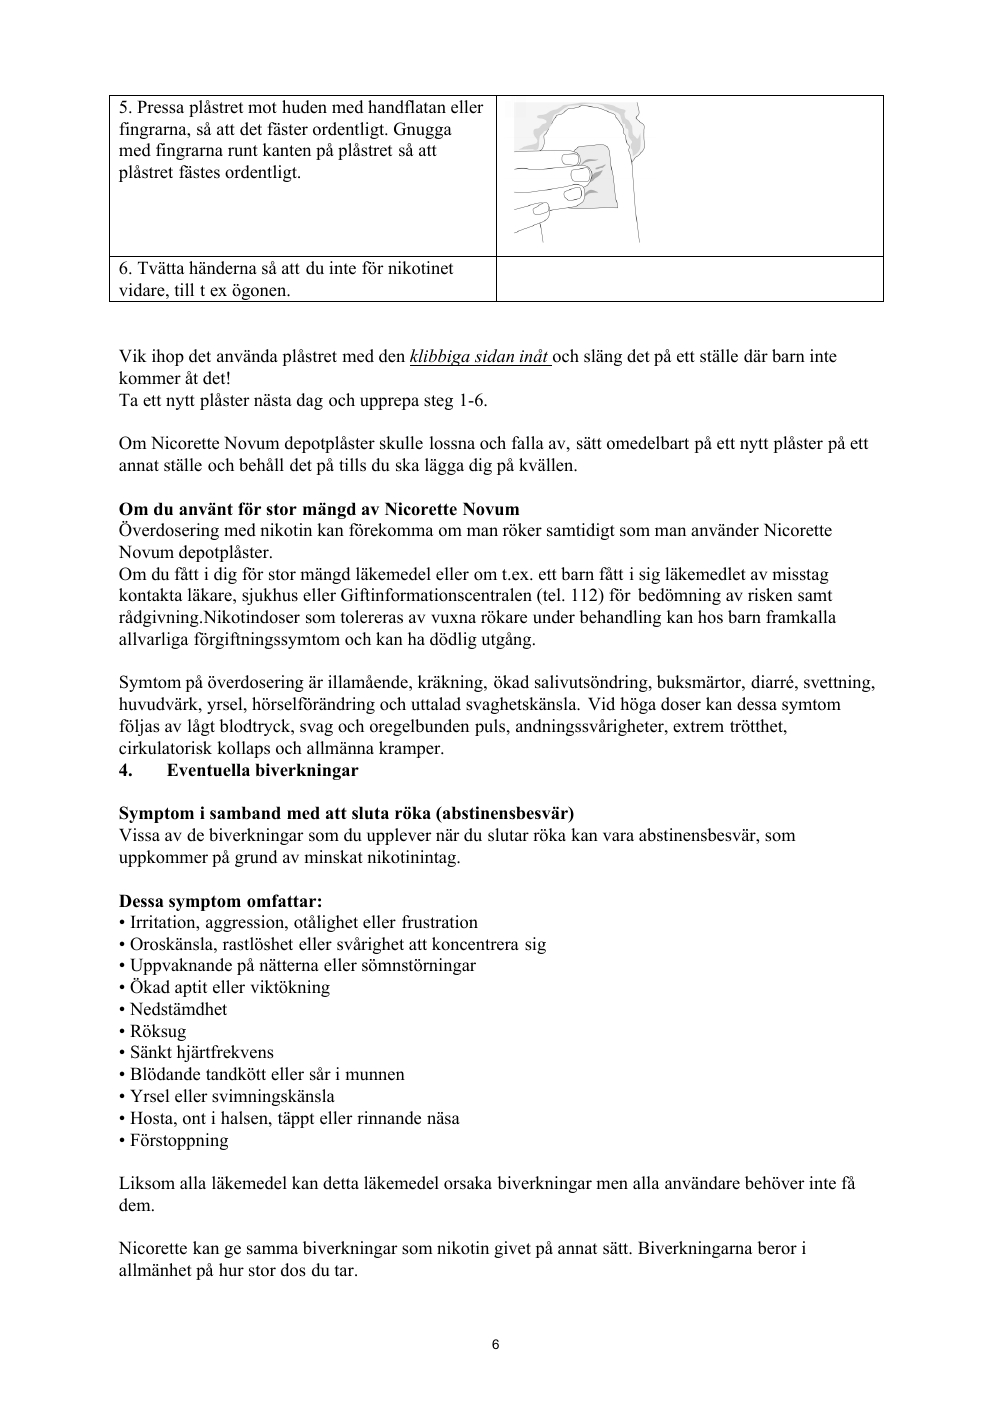 5. Pressa plåstret mot huden med handflatan eller
fingrarna, så att det fäster ordentligt. Gnugga
med fingrarna runt kanten på plåstret så att
plåstret fästes ordentligt.
6. Tvätta händerna så att du inte för nikotinet
vidare, till t ex ögonen.
Vik ihop det använda plåstret med den klibbiga sidan inåt och släng det på ett ställe där barn inte
kommer åt det!
Ta ett nytt plåster nästa dag och upprepa steg 1-6.
Om Nicorette Novum depotplåster skulle lossna och falla av, sätt omedelbart på ett nytt plåster på ett
annat ställe och behåll det på tills du ska lägga dig på kvällen.
Om du använt för stor mängd av Nicorette Novum
Överdosering med nikotin kan förekomma om man röker samtidigt som man använder Nicorette
Novum depotplåster.
Om du fått i dig för stor mängd läkemedel eller om t.ex. ett barn fått i sig läkemedlet av misstag
kontakta läkare, sjukhus eller Giftinformationscentralen (tel. 112) för bedömning av risken samt
rådgivning.Nikotindoser som tolereras av vuxna rökare under behandling kan hos barn framkalla
allvarliga förgiftningssymtom och kan ha dödlig utgång.
Symtom på överdosering är illamående, kräkning, ökad salivutsöndring, buksmärtor, diarré, svettning,
huvudvärk, yrsel, hörselförändring och uttalad svaghetskänsla. Vid höga doser kan dessa symtom
följas av lågt blodtryck, svag och oregelbunden puls, andningssvårigheter, extrem trötthet,
cirkulatorisk kollaps och allmänna kramper.
4. Eventuella biverkningar
Symptom i samband med att sluta röka (abstinensbesvär)
Vissa av de biverkningar som du upplever när du slutar röka kan vara abstinensbesvär, som
uppkommer på grund av minskat nikotinintag.
Dessa symptom omfattar:
• Irritation, aggression, otålighet eller frustration
• Oroskänsla, rastlöshet eller svårighet att koncentrera sig
• Uppvaknande på nätterna eller sömnstörningar
• Ökad aptit eller viktökning
• Nedstämdhet
• Röksug
• Sänkt hjärtfrekvens
• Blödande tandkött eller sår i munnen
• Yrsel eller svimningskänsla
• Hosta, ont i halsen, täppt eller rinnande näsa
• Förstoppning
Liksom alla läkemedel kan detta läkemedel orsaka biverkningar men alla användare behöver inte få
dem.
Nicorette kan ge samma biverkningar som nikotin givet på annat sätt. Biverkningarna beror i
allmänhet på hur stor dos du tar.
6